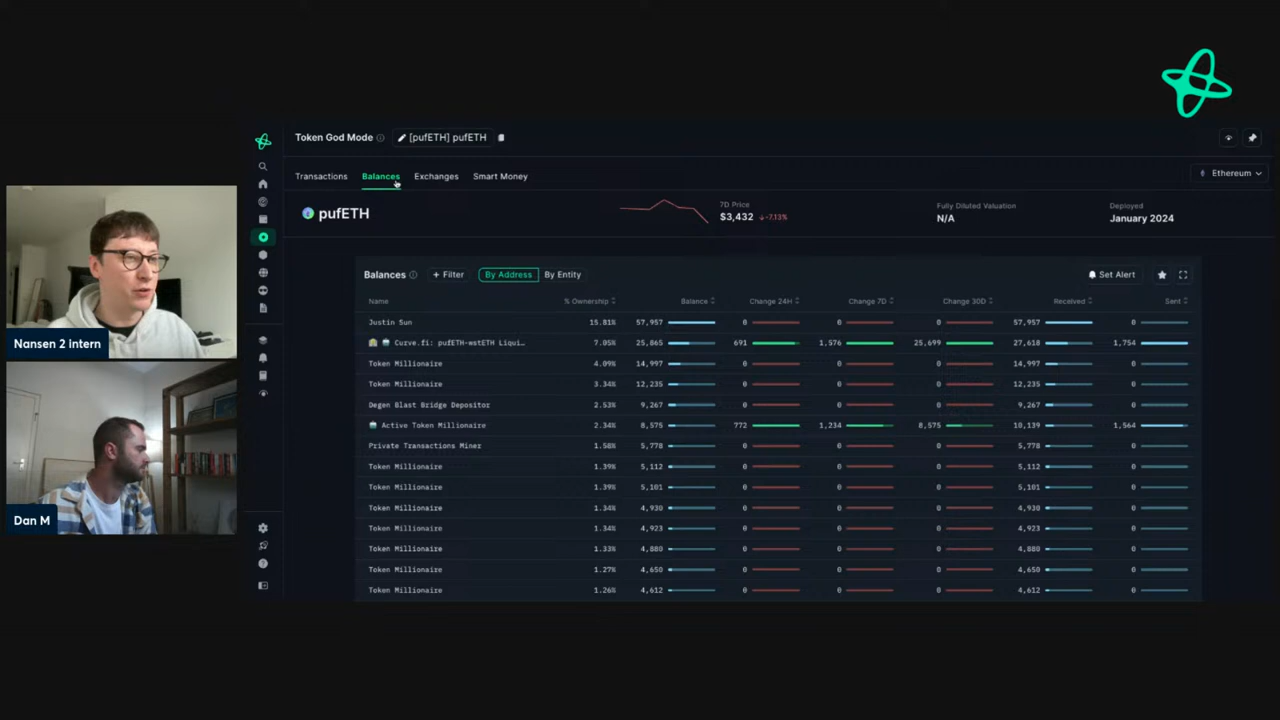 Token God Mode [pufETH] pufETH
Transactions Balances Exchanges Smart Money Ethereum
pufETH
7D Price
$3,432 -7.13%
Fully Diluted Valuation
N/A
Deployed
January 2024
Balances + Filter By Address By Entity Set Alert
Name % Ownership Balance Change 24H Change 7D Change 30D Received Sent
Justin Sun 15.81% 57,957 0 0 0 57,957 0
Curve.fi: pufETH-wstETH Liqui… 7.05% 25,865 691 1,576 25,699 27,618 1,754
Token Millionaire 4.09% 14,997 0 0 0 14,997 0
Token Millionaire 3.34% 12,235 0 0 0 12,235 0
Degen Blast Bridge Depositor 2.53% 9,267 0 0 0 9,267 0
Active Token Millionaire 2.34% 8,575 772 1,234 8,575 10,139 1,564
Private Transactions Miner 1.58% 5,778 0 0 0 5,778 0
Token Millionaire 1.39% 5,112 0 0 0 5,112 0
Token Millionaire 1.39% 5,101 0 0 0 5,101 0
Token Millionaire 1.34% 4,930 0 0 0 4,930 0
Token Millionaire 1.34% 4,923 0 0 0 4,923 0
Token Millionaire 1.33% 4,880 0 0 0 4,880 0
Token Millionaire 1.27% 4,650 0 0 0 4,650 0
Token Millionaire 1.26% 4,612 0 0 0 4,612 0
Nansen 2 Intern
Dan M